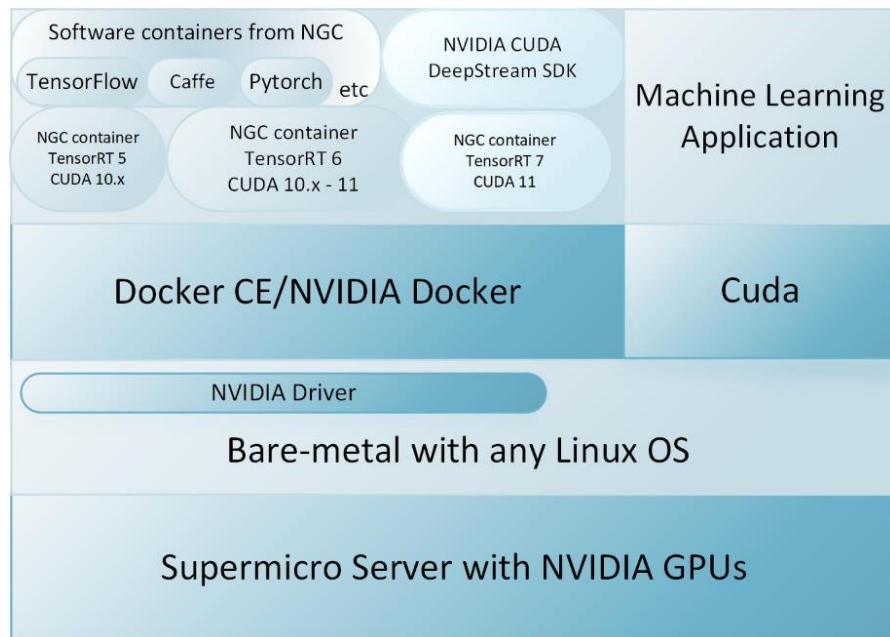 Software containers from NGC
TensorFlow
Caffe
Pytorch
etc
NVIDIA CUDA
DeepStream SDK
Machine Learning
Application
NGC container
TensorRT 5
CUDA 10.x
NGC container
TensorRT 6
CUDA 10.x - 11
NGC container
TensorRT 7
CUDA 11
Docker CE/NVIDIA Docker
Cuda
NVIDIA Driver
Bare-metal with any Linux OS
Supermicro Server with NVIDIA GPUs